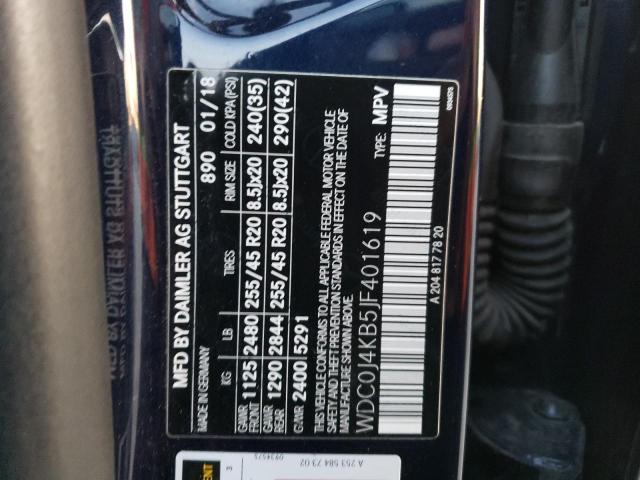 MFD BY DAIMLER AG STUTTGART
MADE IN GERMANY 890 01/18
KG LB TIRES RIM SIZE COLD KPA(PSI)
GAWR FRONT 1125 2480 255/45 R20 8.5Jx20 240(35)
GAWR REAR 1290 2844 255/45 R20 8.5Jx20 290(42)
GVWR 2400 5291
THIS VEHICLE CONFORMS TO ALL APPLICABLE FEDERAL MOTOR VEHICLE
SAFETY AND THEFT PREVENTION STANDARDS IN EFFECT ON THE DATE OF
MANUFACTURE SHOWN ABOVE.
WDC0J4KB5JF401619 TYPE: MPV
A 204 817 78 20
A 253 584 73 02
3